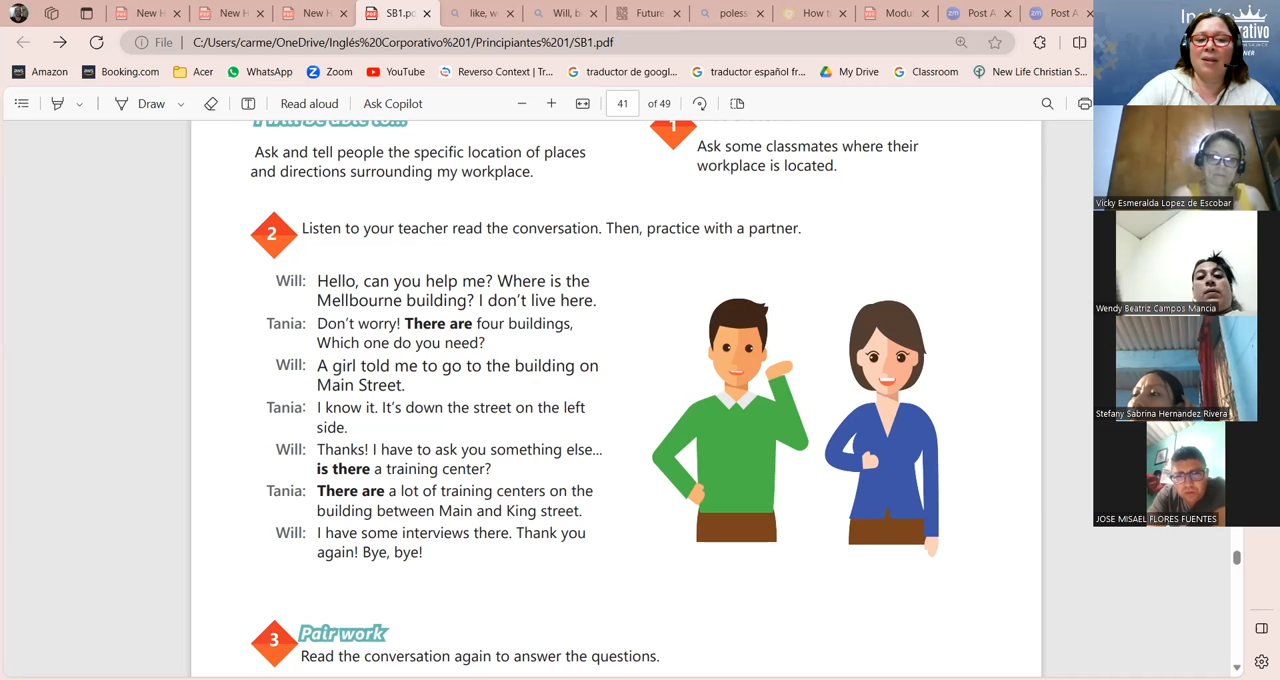 New H
New H
New H
SB1.p
like, w
Will, b
Future
poless
How t
Modul
Post A
Post A
File
C:/Users/carme/OneDrive/Inglés%20Corporativo%201/Principiantes%201/SB1.pdf
Amazon
Booking.com
Acer
WhatsApp
Zoom
YouTube
Reverso Context | Tr...
traductor de googl...
traductor español fr...
My Drive
Classroom
New Life Christian S...
Draw
Read aloud
Ask Copilot
41
of 49
Ask and tell people the specific location of places
and directions surrounding my workplace.
1
Ask some classmates where their
workplace is located.
2
Listen to your teacher read the conversation. Then, practice with a partner.
Will: Hello, can you help me? Where is the
Mellbourne building? I don't live here.
Tania: Don't worry! There are four buildings,
Which one do you need?
Will: A girl told me to go to the building on
Main Street.
Tania: I know it. It's down the street on the left
side.
Will: Thanks! I have to ask you something else...
is there a training center?
Tania: There are a lot of training centers on the
building between Main and King street.
Will: I have some interviews there. Thank you
again! Bye, bye!
3
Pair work
Read the conversation again to answer the questions.
Inglés
Vicky Esmeralda Lopez de Escobar
Wendy Beatriz Campos Mancia
Stefany Sabrina Hernandez Rivera
JOSE MISAEL FLORES FUENTES